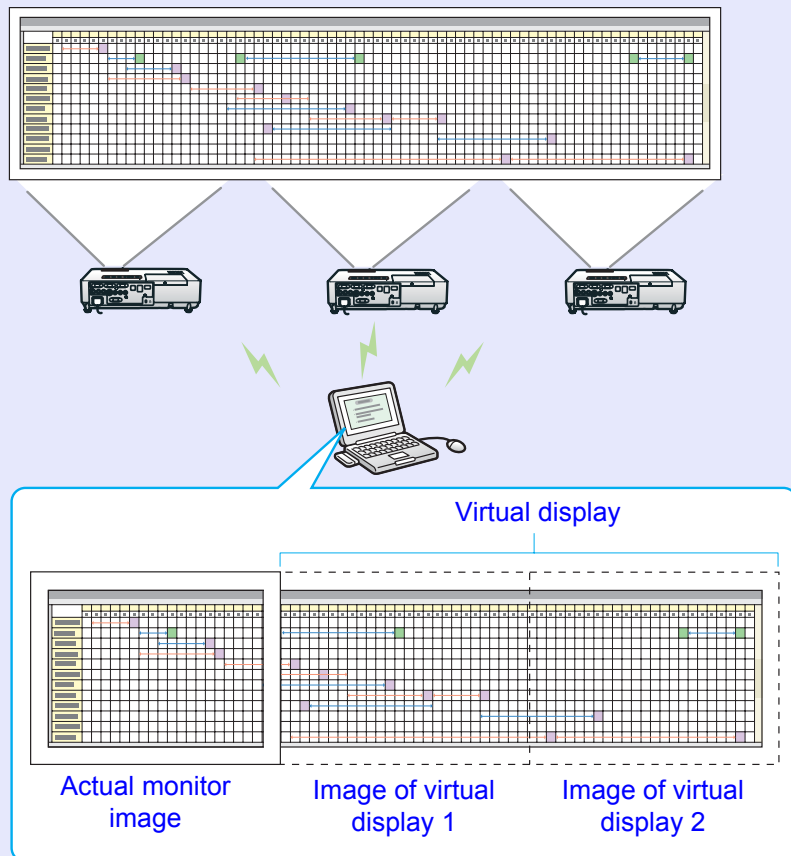 Virtual display
Actual monitor
image
Image of virtual
display 1
Image of virtual
display 2